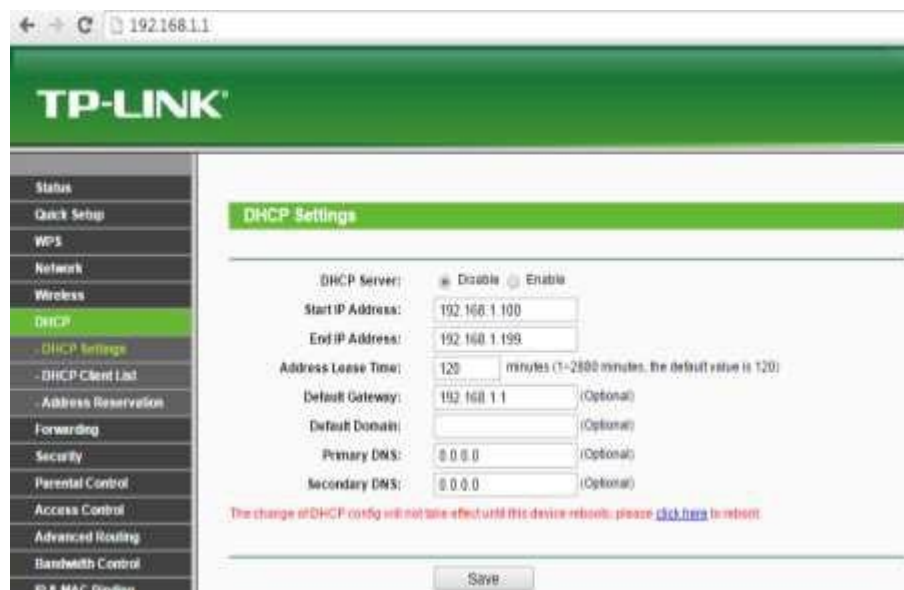 192.168.1.1
TP-LINK
Status
Quick Setup
WPS
Network
Wireless
DHCP
- DHCP Settings
- DHCP Client List
- Address Reservation
Forwarding
Security
Parental Control
Access Control
Advanced Routing
Bandwidth Control
IP & MAC Binding
DHCP Settings
DHCP Server: Disable Enable
Start IP Address: 192.168.1.100
End IP Address: 192.168.1.199
Address Lease Time: 120 minutes (1~2880 minutes, the default value is 120)
Default Gateway: 192.168.1.1 (Optional)
Default Domain: (Optional)
Primary DNS: 0.0.0.0 (Optional)
Secondary DNS: 0.0.0.0 (Optional)
The change of DHCP config will not take effect until this device reboots, please click here to reboot.
Save